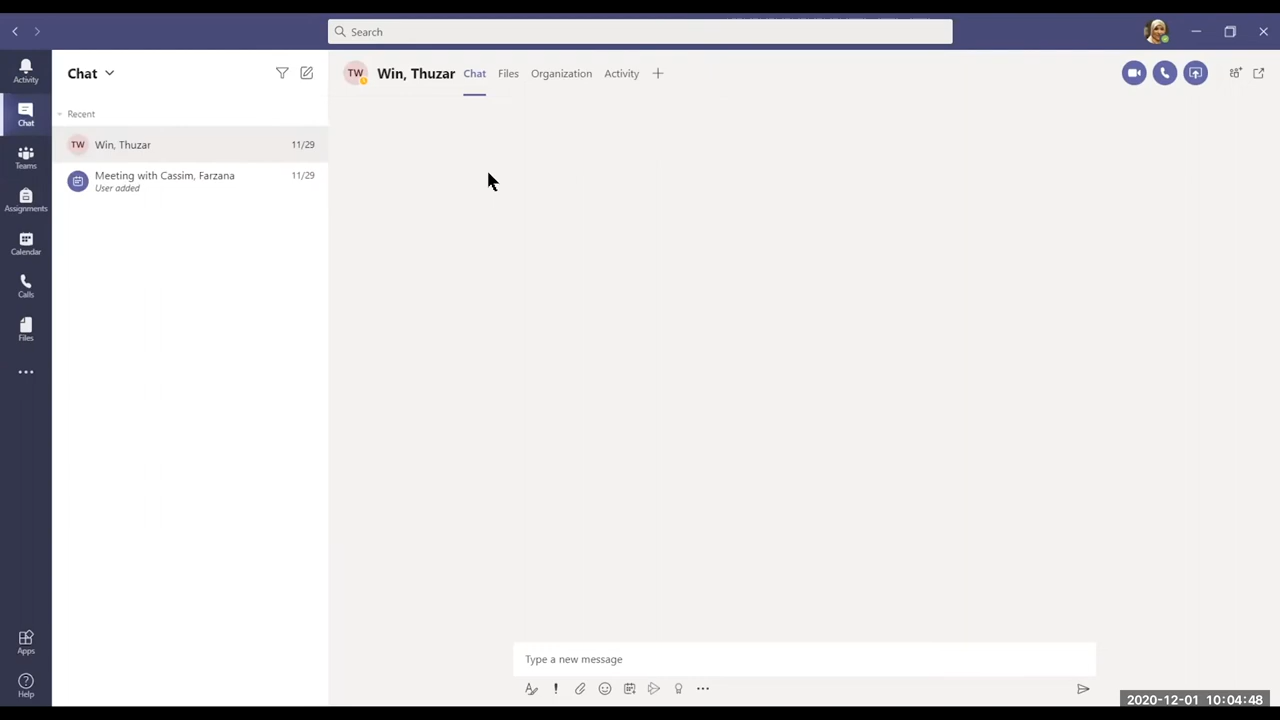 Search
Activity
Chat
Teams
Assignments
Calendar
Calls
Files
Apps
Help
Chat
Recent
TW Win, Thuzar 11/29
Meeting with Cassim, Farzana 11/29
User added
TW Win, Thuzar Chat Files Organization Activity
Type a new message
2020-12-01 10:04:48